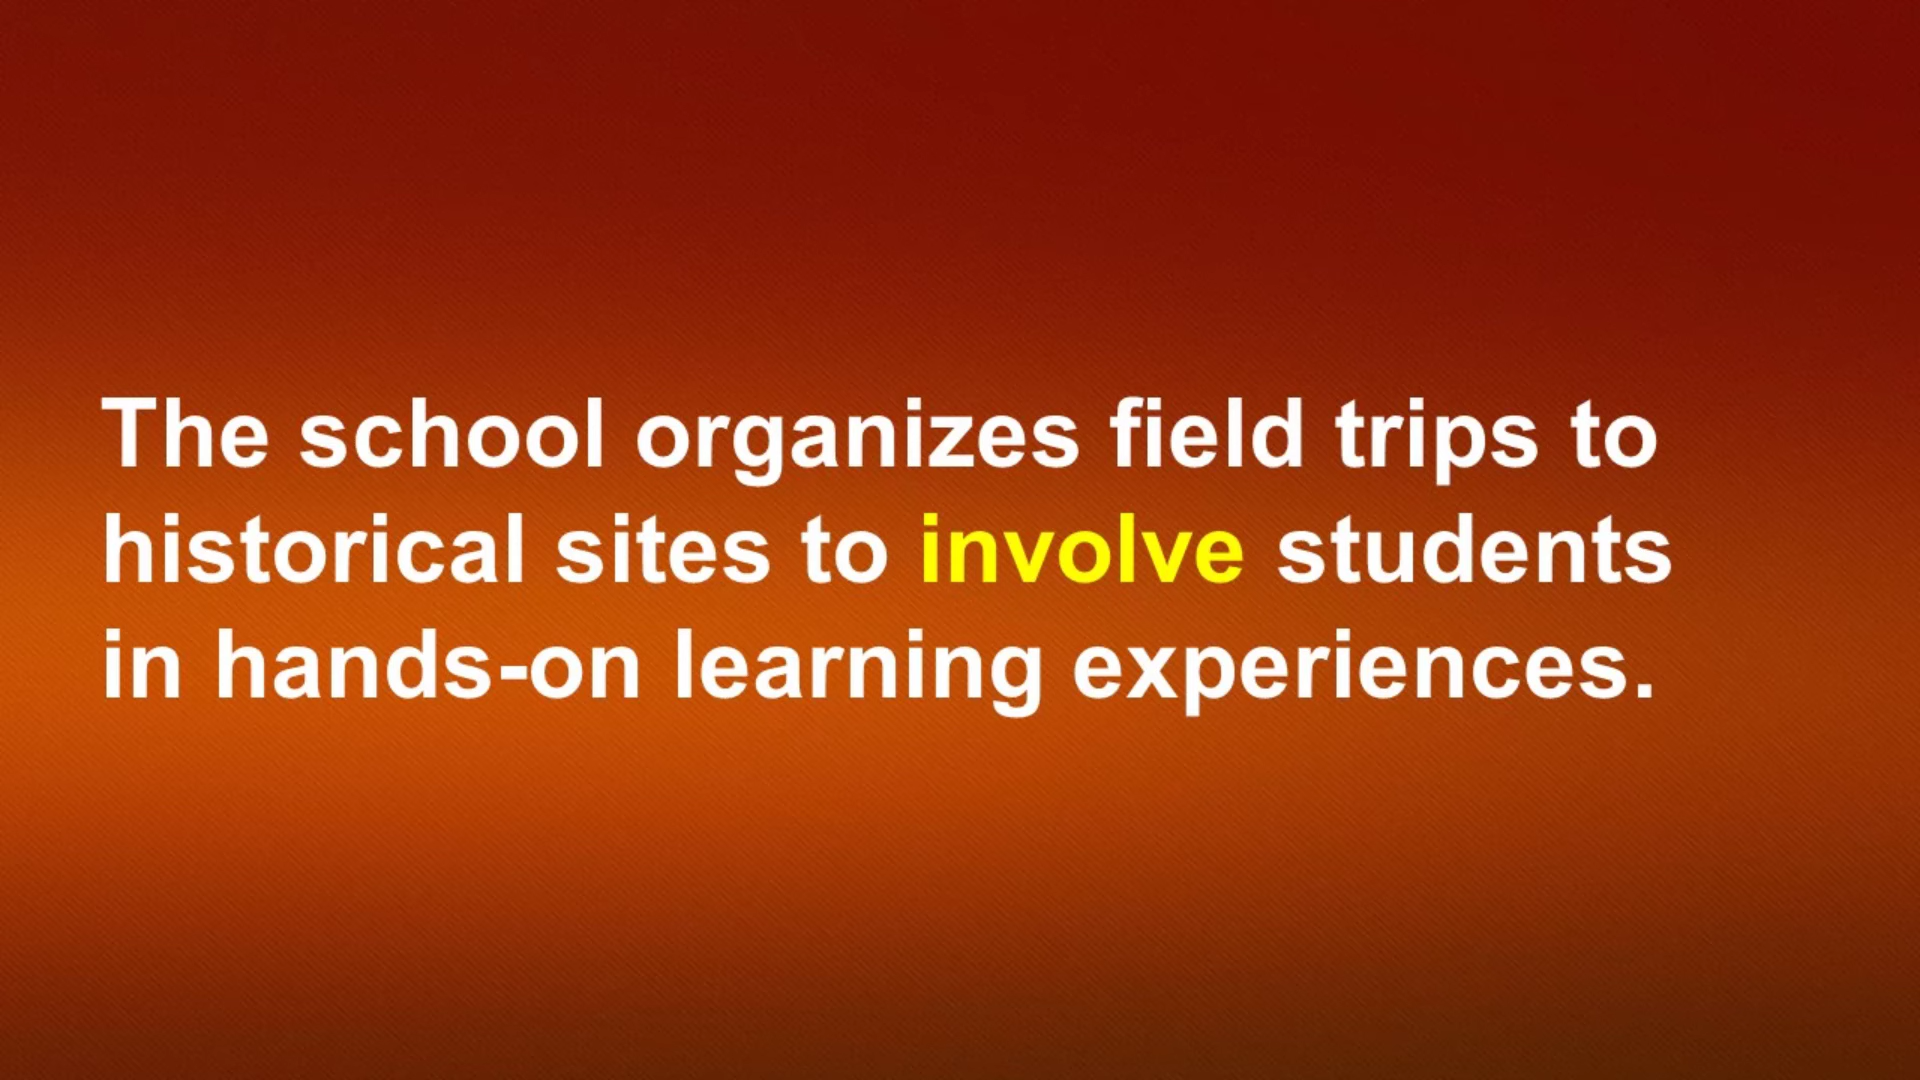 The school organizes field trips to
historical sites to involve students
in hands-on learning experiences.